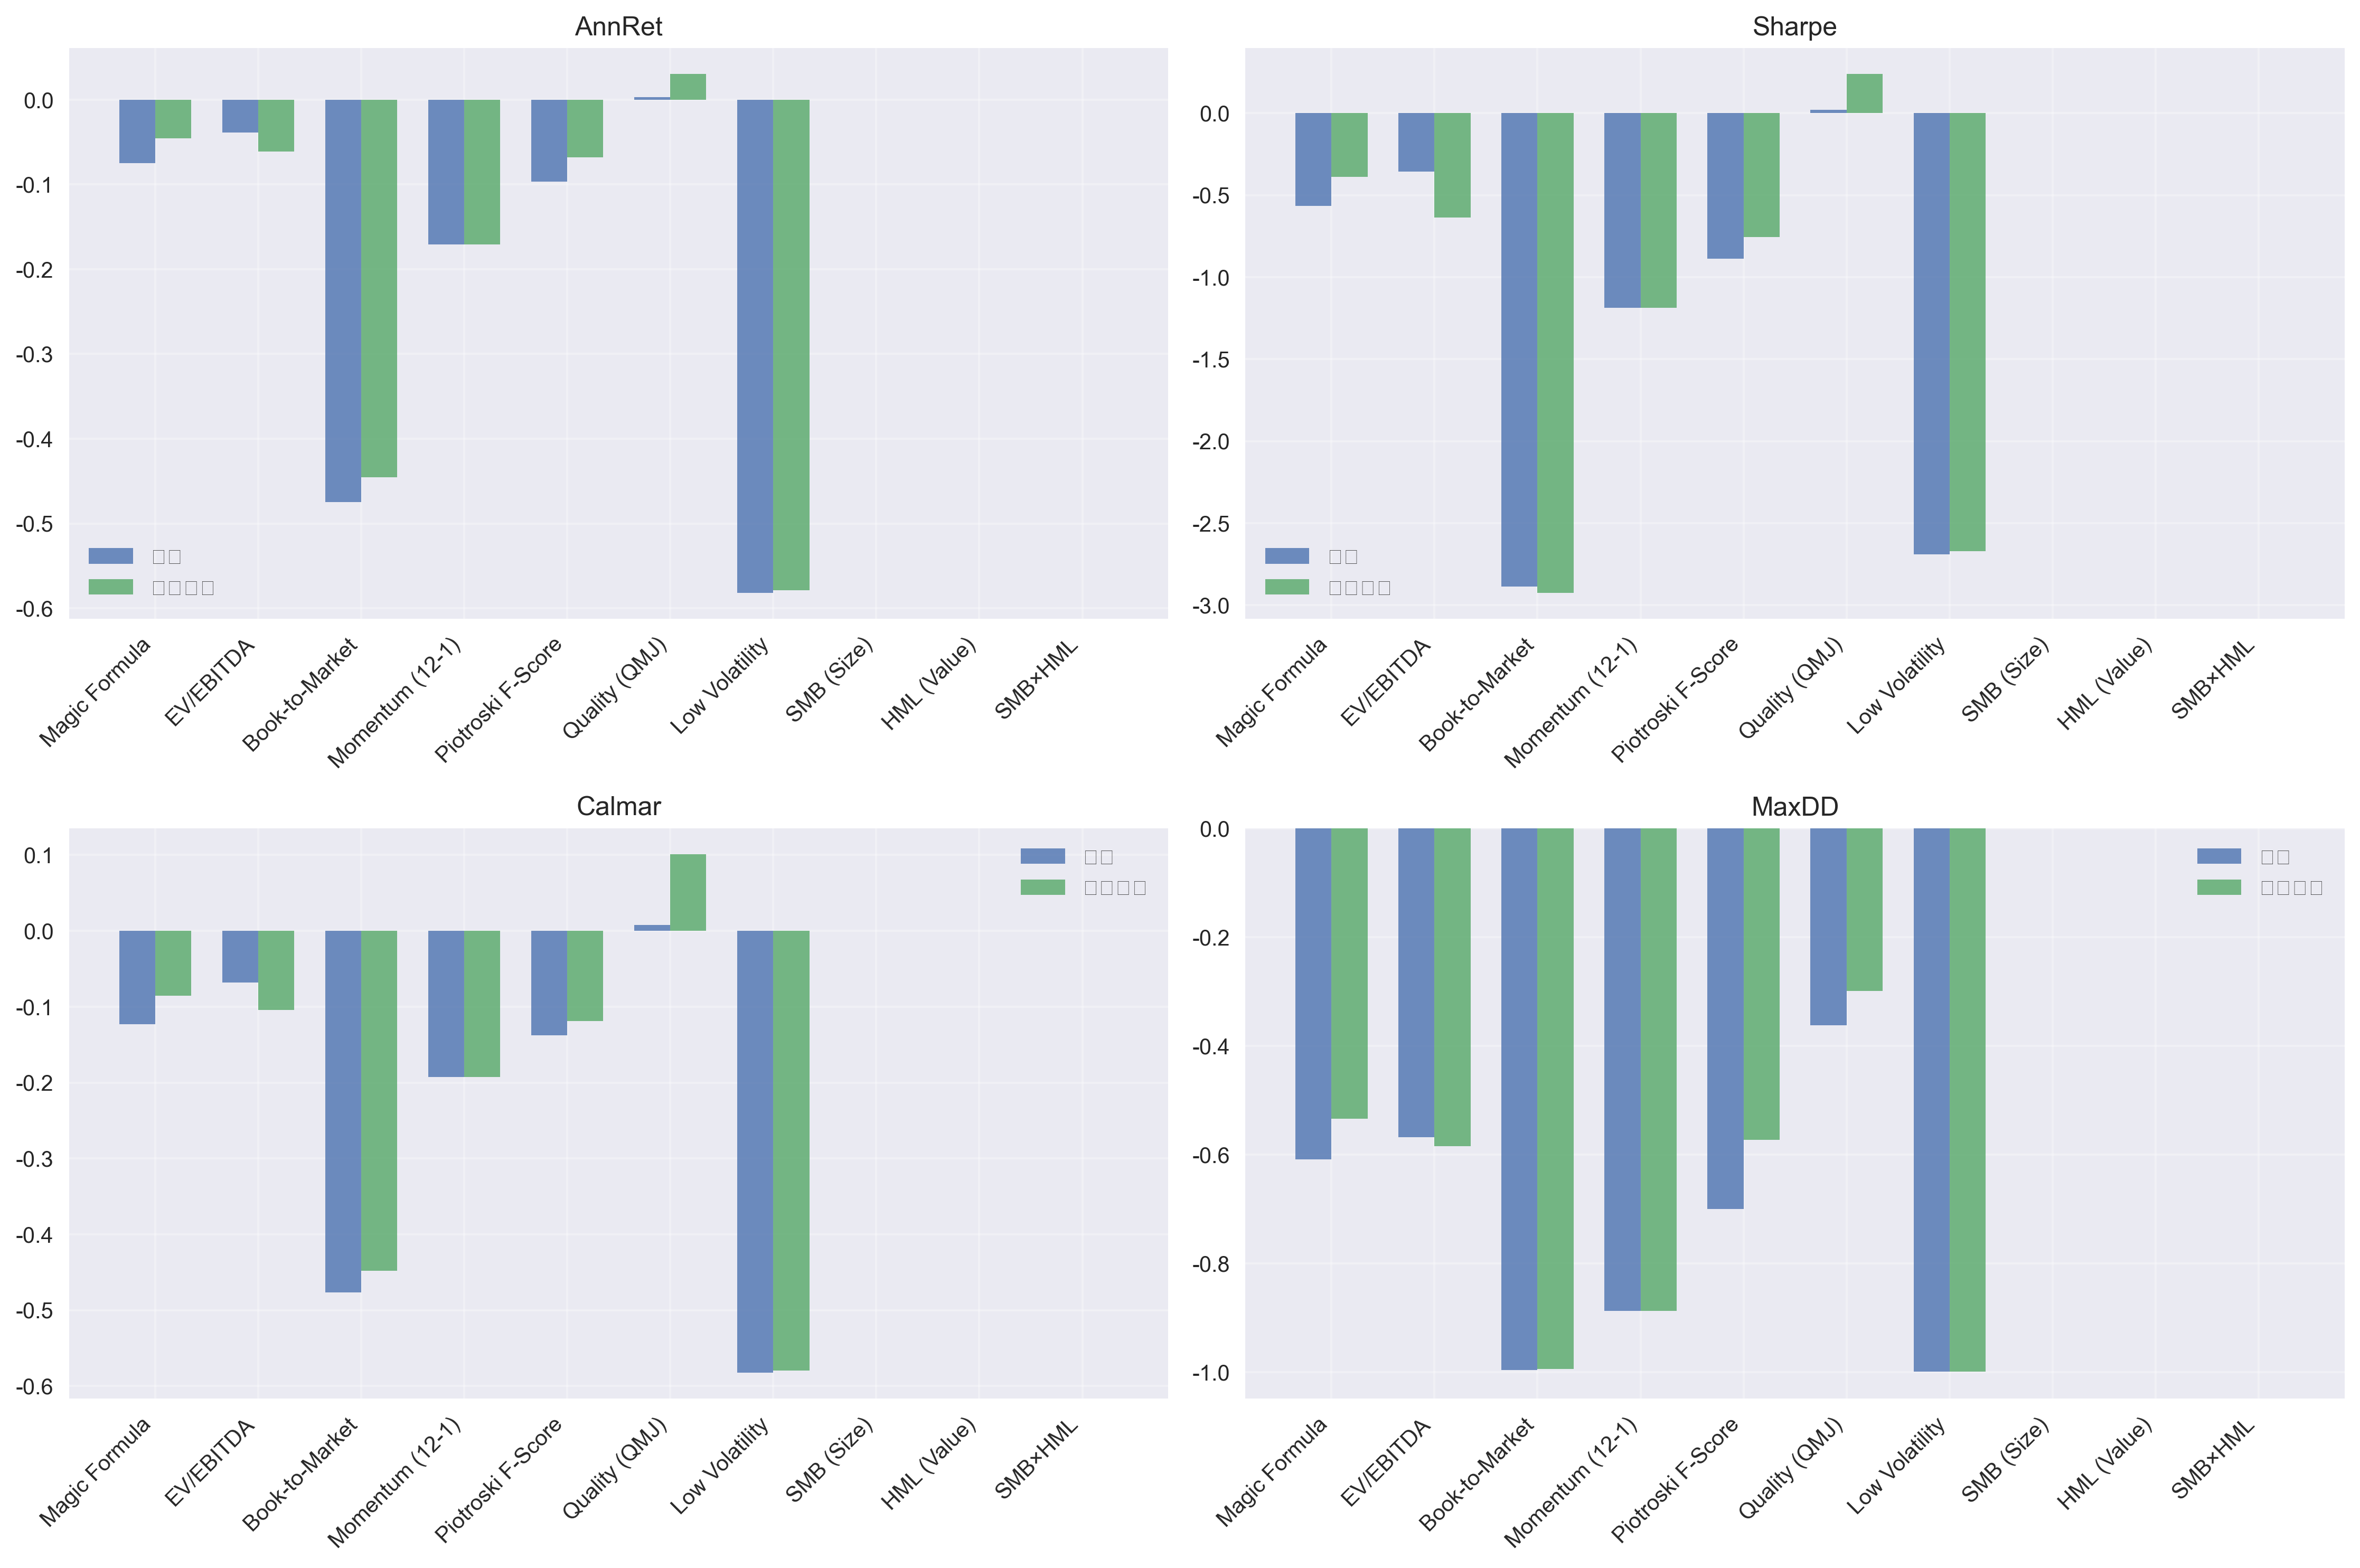 AnnRet
0.0
-0.1
-0.2
-0.3
-0.4
-0.5
-0.6
Magic Formula
EV/EBITDA
Book-to-Market
Momentum (12-1)
Piotroski F-Score
Quality (QMJ)
Low Volatility
SMB (Size)
HML (Value)
SMB×HML
Sharpe
0.0
-0.5
-1.0
-1.5
-2.0
-2.5
-3.0
Magic Formula
EV/EBITDA
Book-to-Market
Momentum (12-1)
Piotroski F-Score
Quality (QMJ)
Low Volatility
SMB (Size)
HML (Value)
SMB×HML
Calmar
0.1
0.0
-0.1
-0.2
-0.3
-0.4
-0.5
-0.6
Magic Formula
EV/EBITDA
Book-to-Market
Momentum (12-1)
Piotroski F-Score
Quality (QMJ)
Low Volatility
SMB (Size)
HML (Value)
SMB×HML
MaxDD
0.0
-0.2
-0.4
-0.6
-0.8
-1.0
Magic Formula
EV/EBITDA
Book-to-Market
Momentum (12-1)
Piotroski F-Score
Quality (QMJ)
Low Volatility
SMB (Size)
HML (Value)
SMB×HML